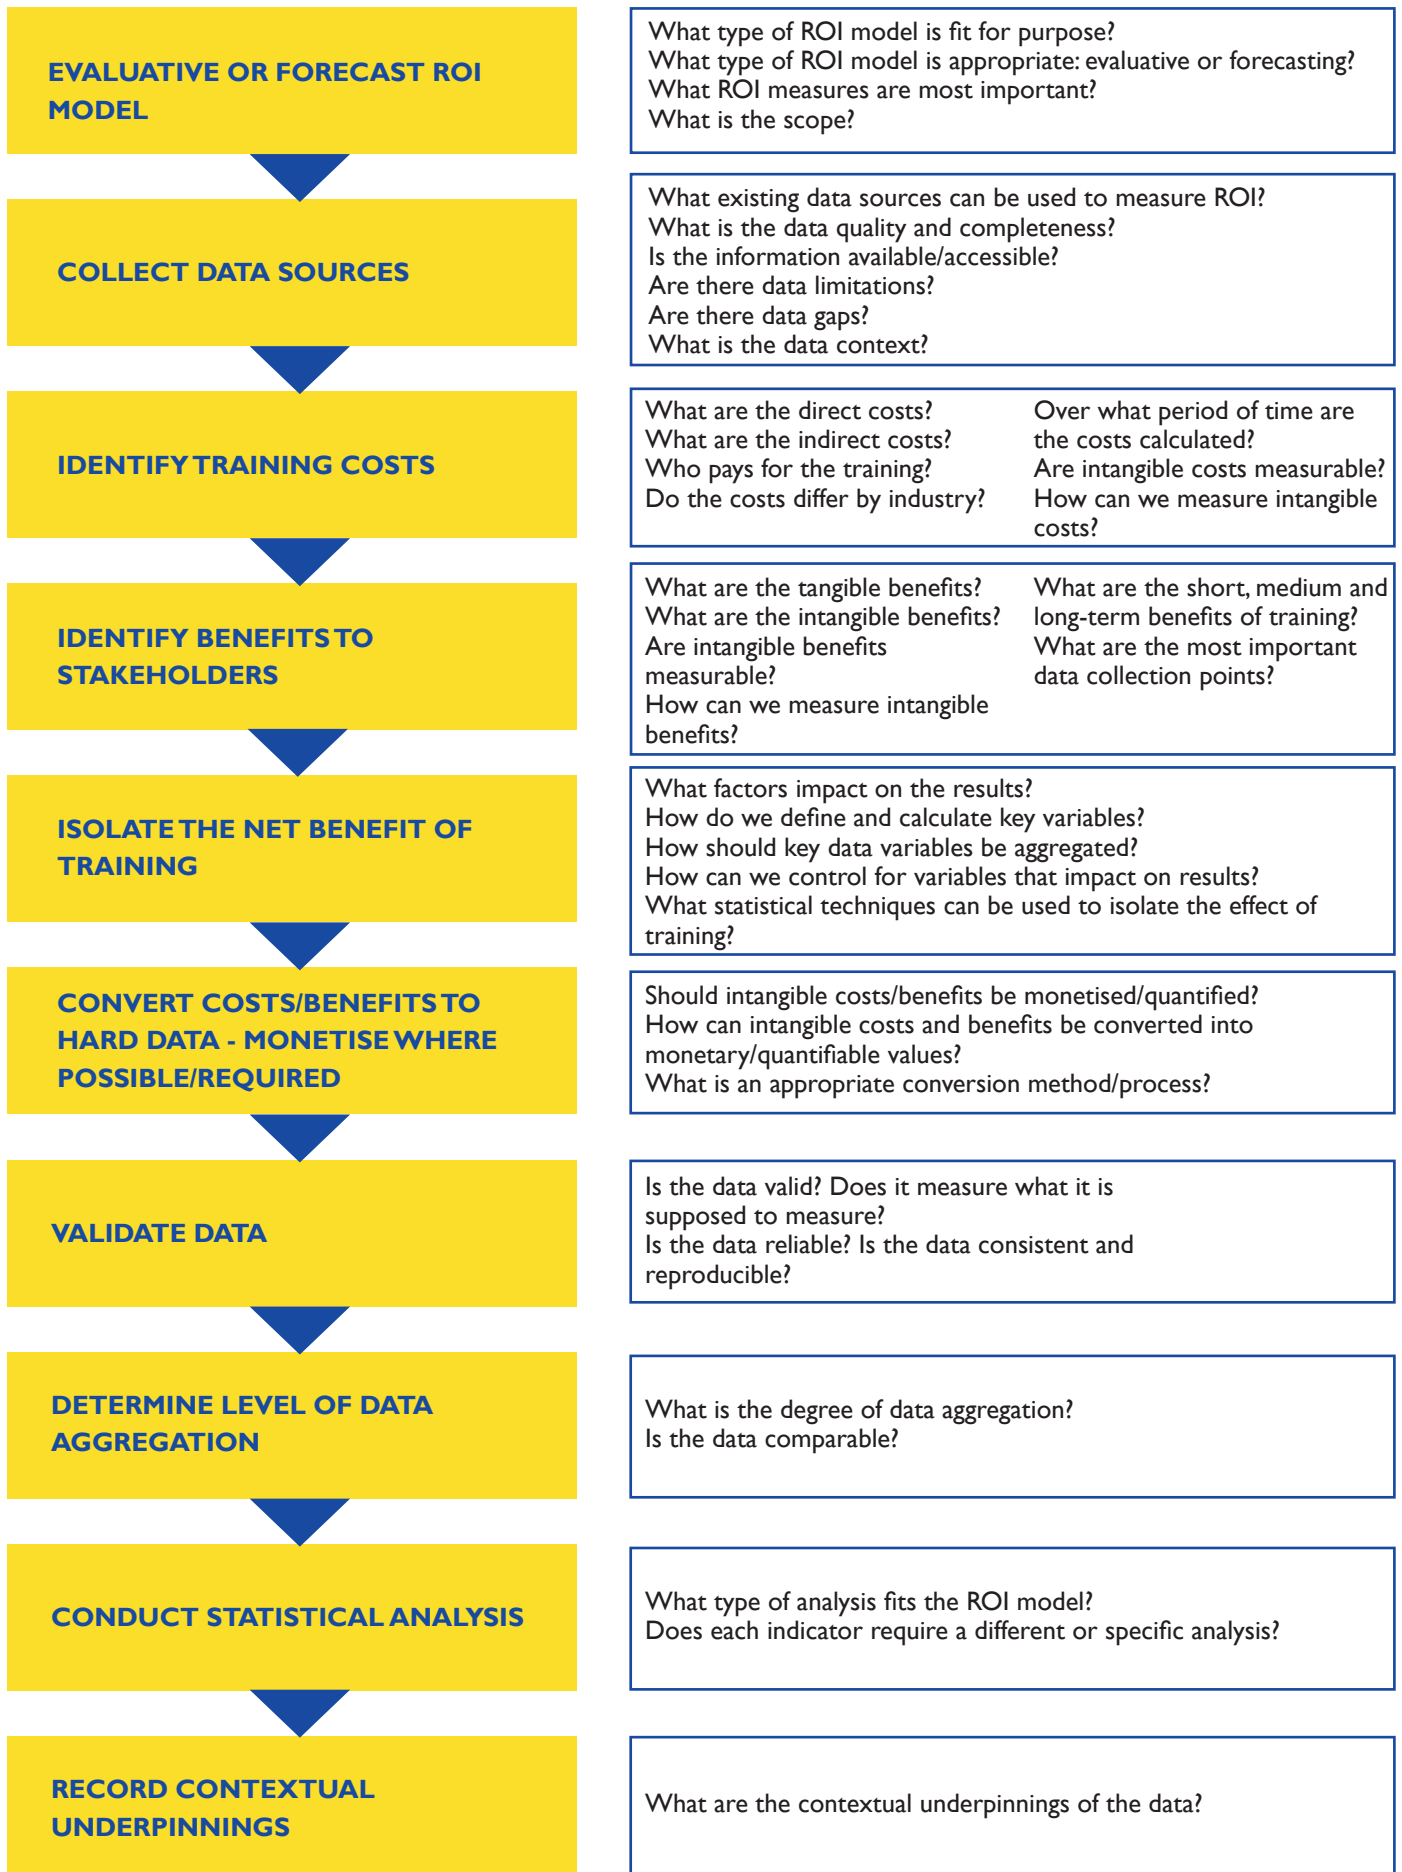 EVALUATIVE OR FORECAST ROI
MODEL
What type of ROI model is fit for purpose?
What type of ROI model is appropriate: evaluative or forecasting?
What ROI measures are most important?
What is the scope?
COLLECT DATA SOURCES
What existing data sources can be used to measure ROI?
What is the data quality and completeness?
Is the information available/accessible?
Are there data limitations?
Are there data gaps?
What is the data context?
IDENTIFY TRAINING COSTS
What are the direct costs?
What are the indirect costs?
Who pays for the training?
Do the costs differ by industry?
Over what period of time are
the costs calculated?
Are intangible costs measurable?
How can we measure intangible
costs?
IDENTIFY BENEFITS TO
STAKEHOLDERS
What are the tangible benefits?
What are the intangible benefits?
Are intangible benefits
measurable?
How can we measure intangible
benefits?
What are the short, medium and
long-term benefits of training?
What are the most important
data collection points?
ISOLATE THE NET BENEFIT OF
TRAINING
What factors impact on the results?
How do we define and calculate key variables?
How should key data variables be aggregated?
How can we control for variables that impact on results?
What statistical techniques can be used to isolate the effect of
training?
CONVERT COSTS/BENEFITS TO
HARD DATA - MONETISE WHERE
POSSIBLE/REQUIRED
Should intangible costs/benefits be monetised/quantified?
How can intangible costs and benefits be converted into
monetary/quantifiable values?
What is an appropriate conversion method/process?
VALIDATE DATA
Is the data valid? Does it measure what it is
supposed to measure?
Is the data reliable? Is the data consistent and
reproducible?
DETERMINE LEVEL OF DATA
AGGREGATION
What is the degree of data aggregation?
Is the data comparable?
CONDUCT STATISTICAL ANALYSIS
What type of analysis fits the ROI model?
Does each indicator require a different or specific analysis?
RECORD CONTEXTUAL
UNDERPINNINGS
What are the contextual underpinnings of the data?